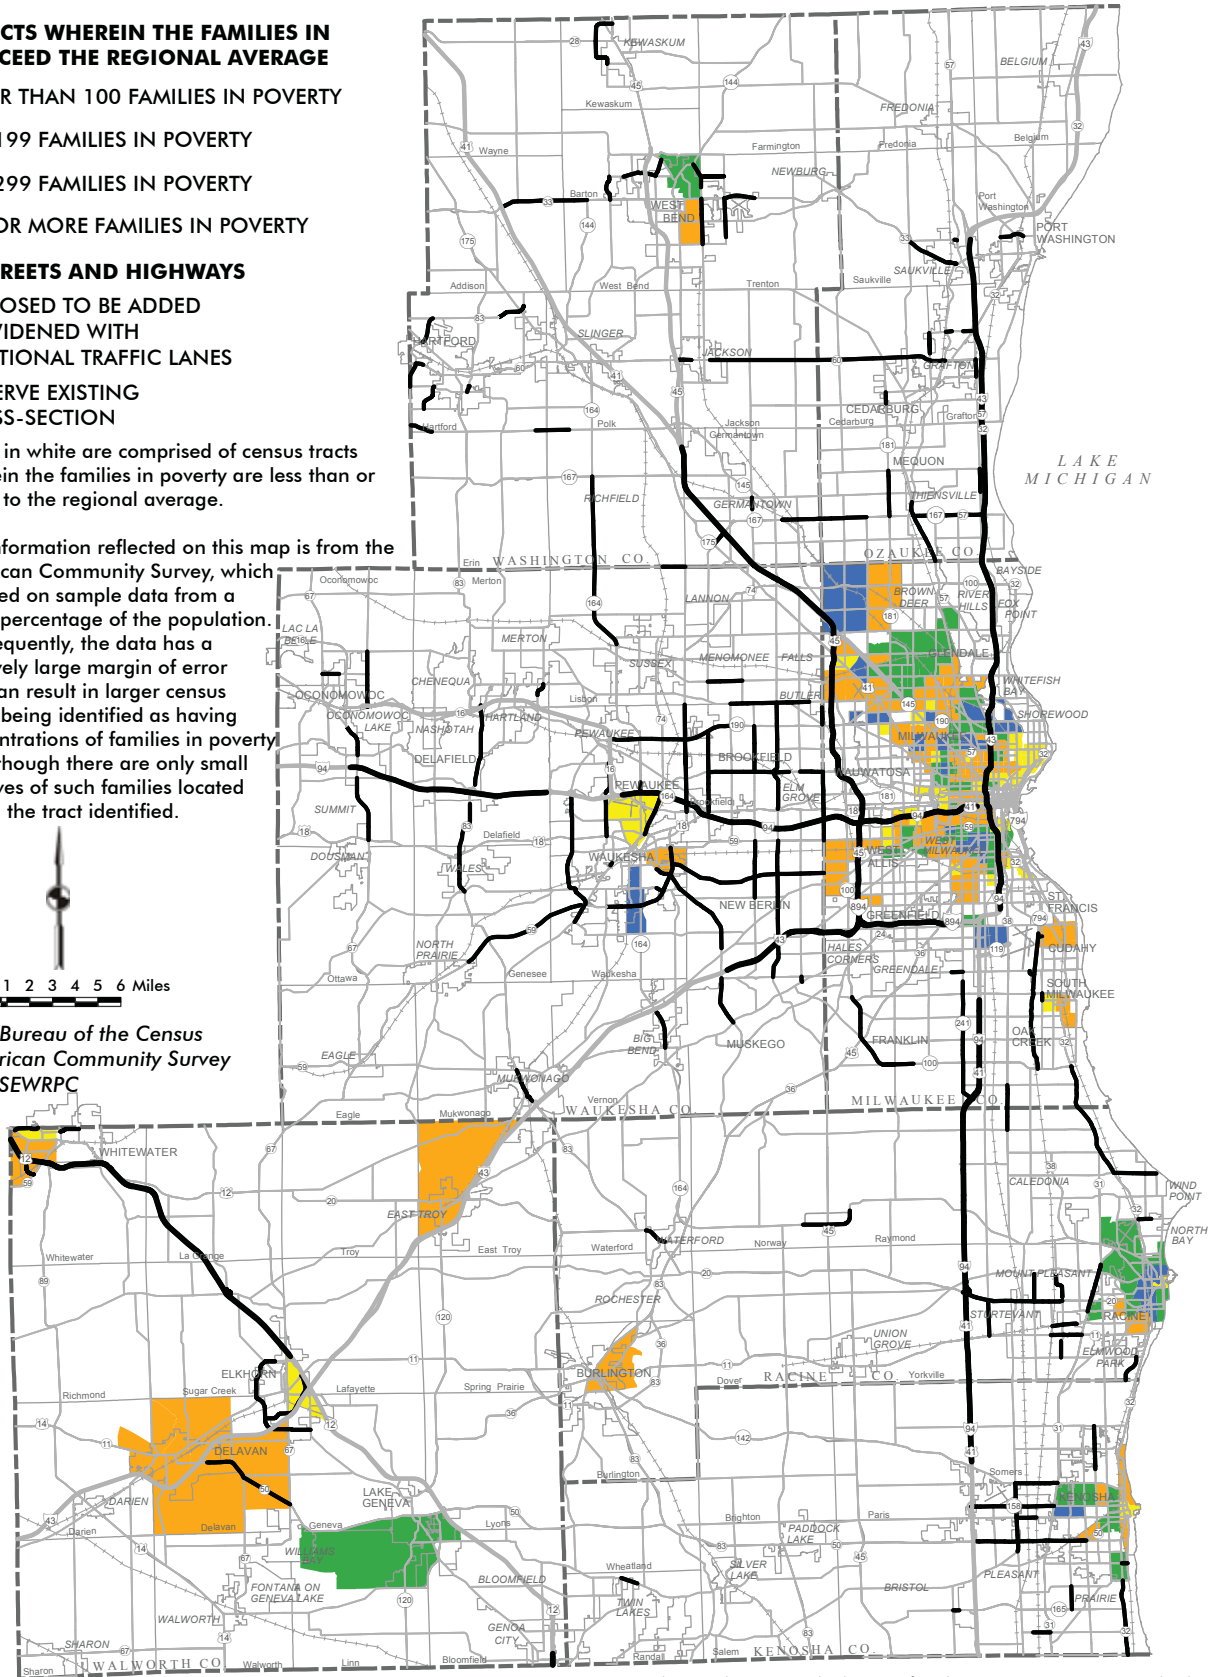 CTS WHEREIN THE FAMILIES IN
CEED THE REGIONAL AVERAGE
R THAN 100 FAMILIES IN POVERTY
199 FAMILIES IN POVERTY
299 FAMILIES IN POVERTY
OR MORE FAMILIES IN POVERTY
REETS AND HIGHWAYS
OSED TO BE ADDED
VIDENED WITH
TIONAL TRAFFIC LANES
ERVE EXISTING
SS-SECTION
in white are comprised of census tracts
ein the families in poverty are less than or
to the regional average.
nformation reflected on this map is from the
ican Community Survey, which
ed on sample data from a
percentage of the population.
equently, the data has a
vely large margin of error
an result in larger census
being identified as having
ntrations of families in poverty
though there are only small
ves of such families located
the tract identified.
1 2 3 4 5 6 Miles
Bureau of the Census
rican Community Survey
SEWRPC
KEWASKUM
Kewaskum
BELGIUM
FREDONIA
Belgium
Fredonia
Wayne
Farmington
NEWBURG
Barton
WEST
BEND
Port
Washington
PORT
WASHINGTON
SAUKVILLE
Saukville
Addison
West Bend
Trenton
HARTFORD
SLINGER
JACKSON
GRAFTON
CEDARBURG
Cedarburg
Grafton
Hartford
Polk
Jackson
Germantown
MEQUON
LAKE
MICHIGAN
RICHFIELD
GERMANTOWN
THIENSVILLE
Erin
WASHINGTON CO.
OZAUKEE CO.
Oconomowoc
Merton
BAYSIDE
BROWN
DEER
RIVER
HILLS
FOX
POINT
LANNON
LAC LA
BELLE
MERTON
SUSSEX
MENOMONEE FALLS
GLENDALE
CHENEQUA
OCONOMOWOC
Lisbon
BUTLER
WHITEFISH
BAY
OCONOMOWOC
LAKE
NASHOTAH
HARTLAND
PEWAUKEE
SHOREWOOD
MILWAUKEE
DELAFIELD
BROOKFIELD
WAUWATOSA
SUMMIT
PEWAUKEE
Brookfield
ELM
GROVE
Delafield
DOUSMAN
WALES
WAUKESHA
WEST
ALLIS
WEST
MILWAUKEE
NEW BERLIN
GREENFIELD
ST.
FRANCIS
NORTH
PRAIRIE
HALES
CORNERS
CUDAHY
GREENDALE
Ottawa
Genesee
Waukesha
SOUTH
MILWAUKEE
EAGLE
BIG
BEND
MUSKEGO
FRANKLIN
OAK
CREEK
MUKWONAGO
Eagle
Mukwonago
Vernon
WAUKESHA CO.
MILWAUKEE CO.
WHITEWATER
CALEDONIA
WIND
POINT
EAST TROY
NORTH
BAY
Whitewater
La Grange
Troy
East Troy
Waterford
WATERFORD
Norway
Raymond
MOUNT PLEASANT
ROCHESTER
STURTEVANT
RACINE
UNION
GROVE
ELMWOOD
PARK
ELKHORN
BURLINGTON
Dover
RACINE CO.
Yorkville
Richmond
Sugar Creek
Lafayette
Spring Prairie
DELAVAN
Burlington
Somers
DARIEN
LAKE
GENEVA
KENOSHA
Darien
Delavan
Geneva
Lyons
Brighton
Paris
PADDOCK
LAKE
WILLIAMS
BAY
Wheatland
SILVER
LAKE
PLEASANT
PRAIRIE
FONTANA ON
GENEVA LAKE
BLOOMFIELD
BRISTOL
TWIN
LAKES
WALWORTH
GENOA
CITY
SHARON
Sharon
WALWORTH CO.
Walworth
Linn
Bloomfield
Randall
Salem
KENOSHA CO.